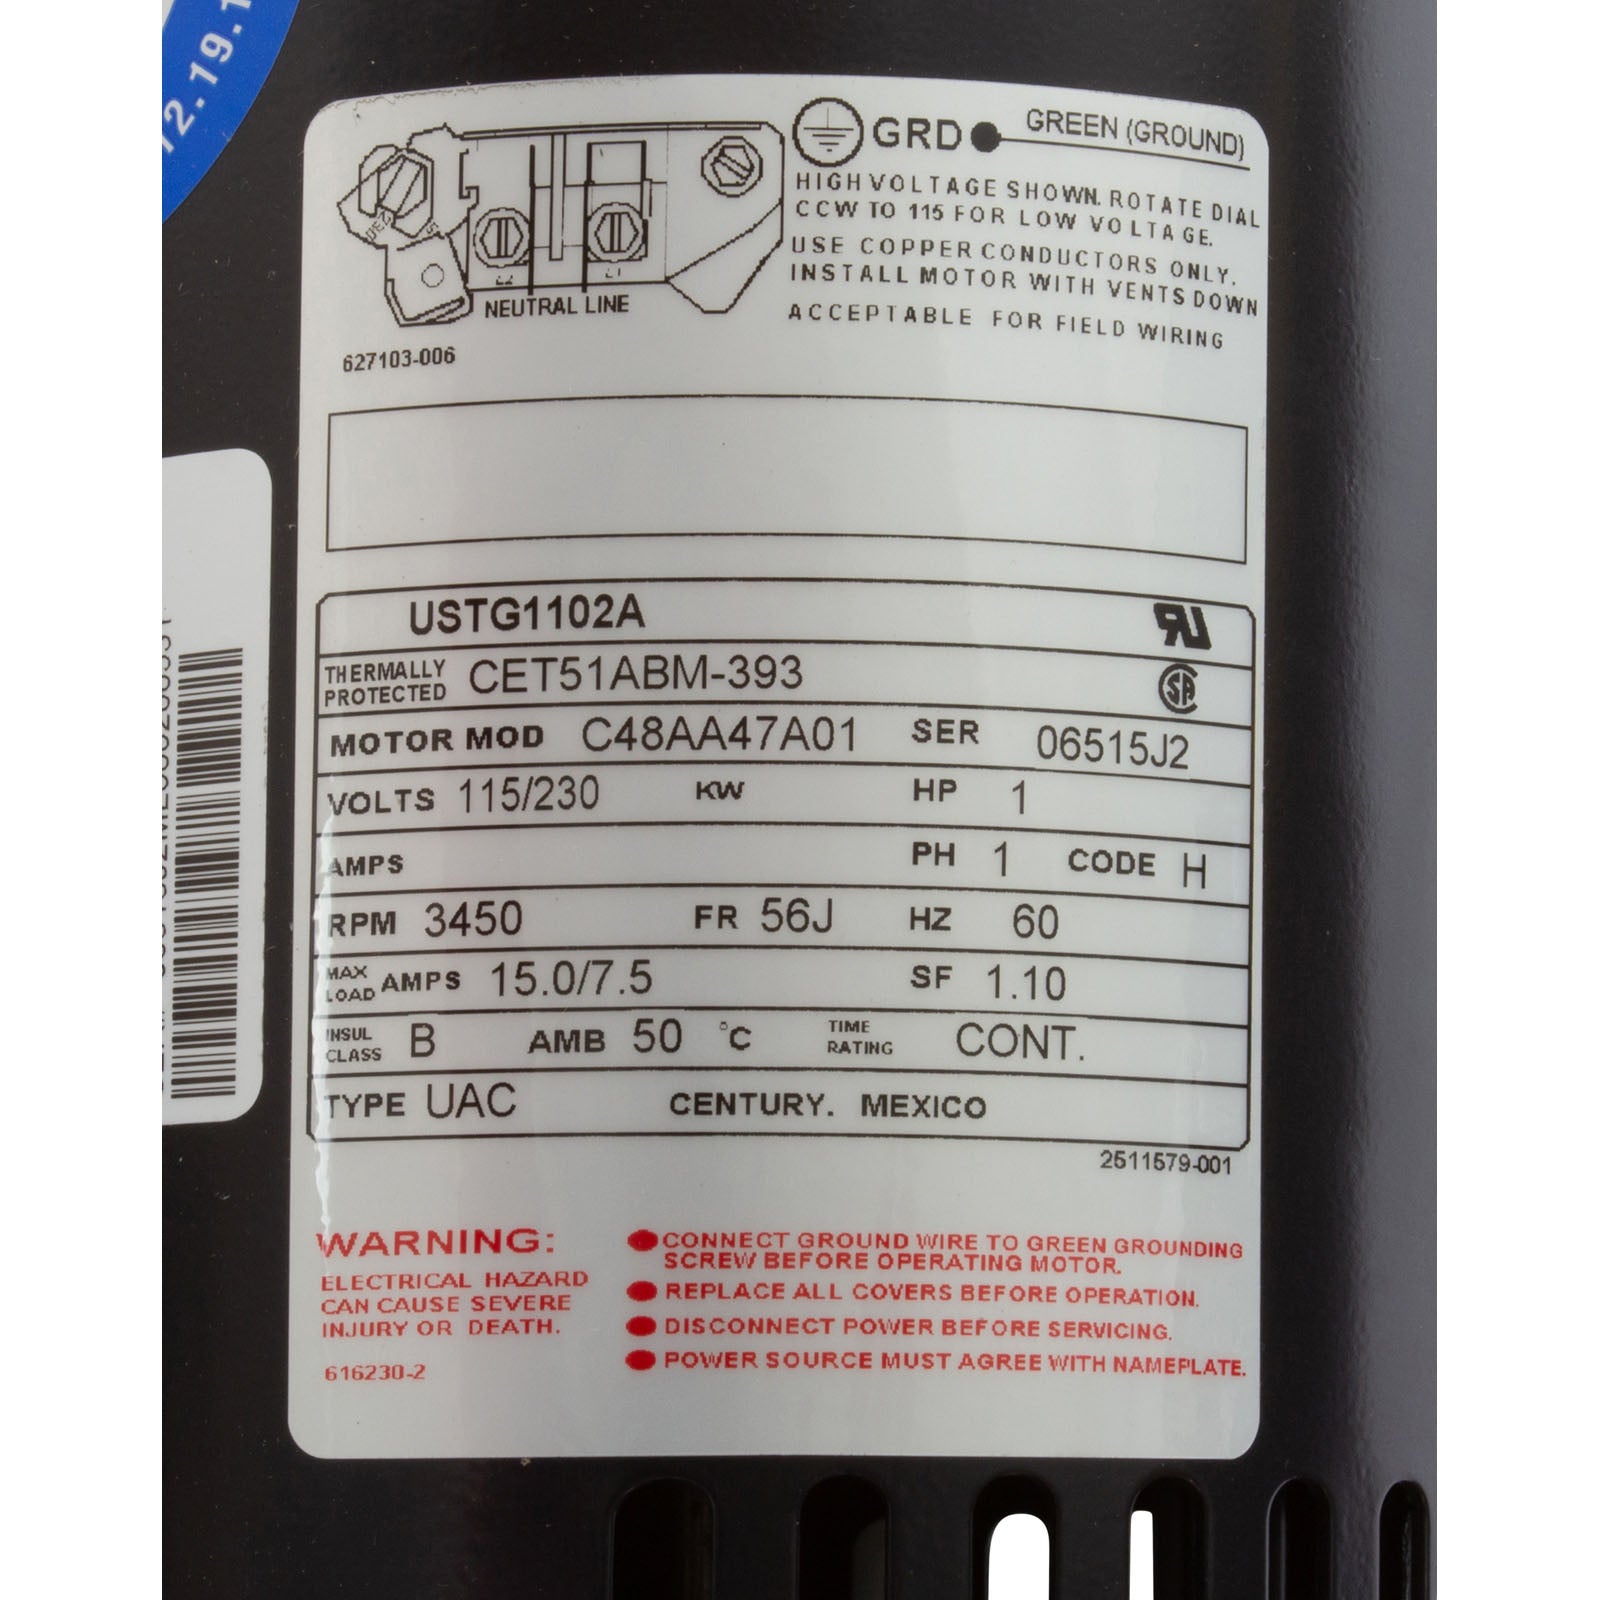 GRD GREEN (GROUND)
HIGH VOLTAGE SHOWN. ROTATE DIAL
CCW TO 115 FOR LOW VOLTAGE.
USE COPPER CONDUCTORS ONLY.
INSTALL MOTOR WITH VENTS DOWN
ACCEPTABLE FOR FIELD WIRING
L2 L1
NEUTRAL LINE
627103-006
USTG1102A
THERMALLY
PROTECTED CET51ABM-393
MOTOR MOD C48AA47A01 SER 06515J2
VOLTS 115/230 KW HP 1
AMPS PH 1 CODE H
RPM 3450 FR 56J HZ 60
MAX
LOAD AMPS 15.0/7.5 SF 1.10
INSUL
CLASS B AMB 50 °C TIME
RATING CONT.
TYPE UAC CENTURY. MEXICO
2511579-001
WARNING:
ELECTRICAL HAZARD
CAN CAUSE SEVERE
INJURY OR DEATH.
616230-2
CONNECT GROUND WIRE TO GREEN GROUNDING
SCREW BEFORE OPERATING MOTOR.
REPLACE ALL COVERS BEFORE OPERATION.
DISCONNECT POWER BEFORE SERVICING.
POWER SOURCE MUST AGREE WITH NAMEPLATE.